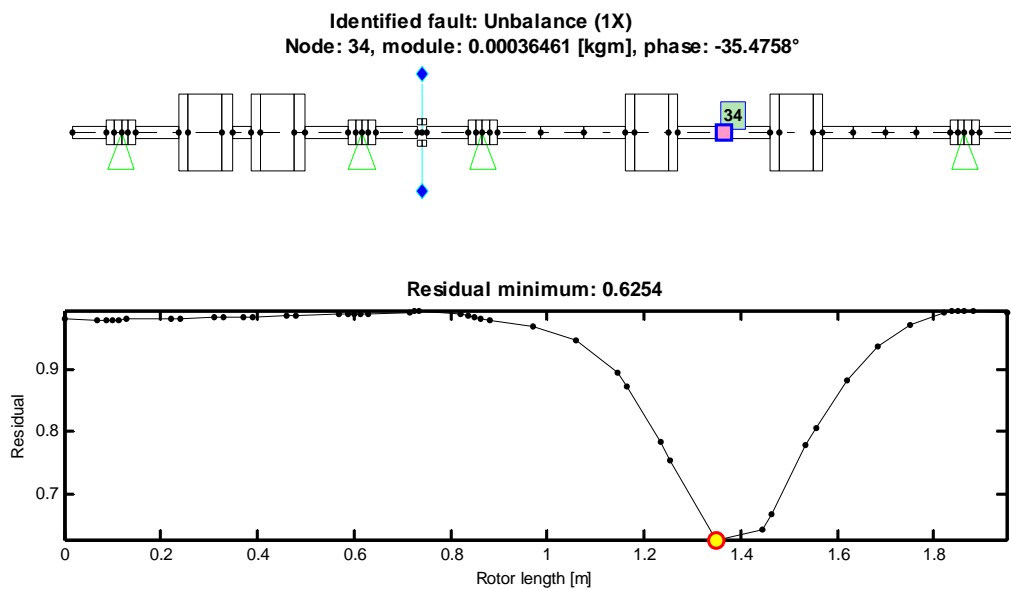 Identified fault: Unbalance (1X)
Node: 34, module: 0.00036461 [kgm], phase: -35.4758°
34
Residual minimum: 0.6254
0.9
0.8
0.7
Residual
0 0.2 0.4 0.6 0.8 1 1.2 1.4 1.6 1.8
Rotor length [m]